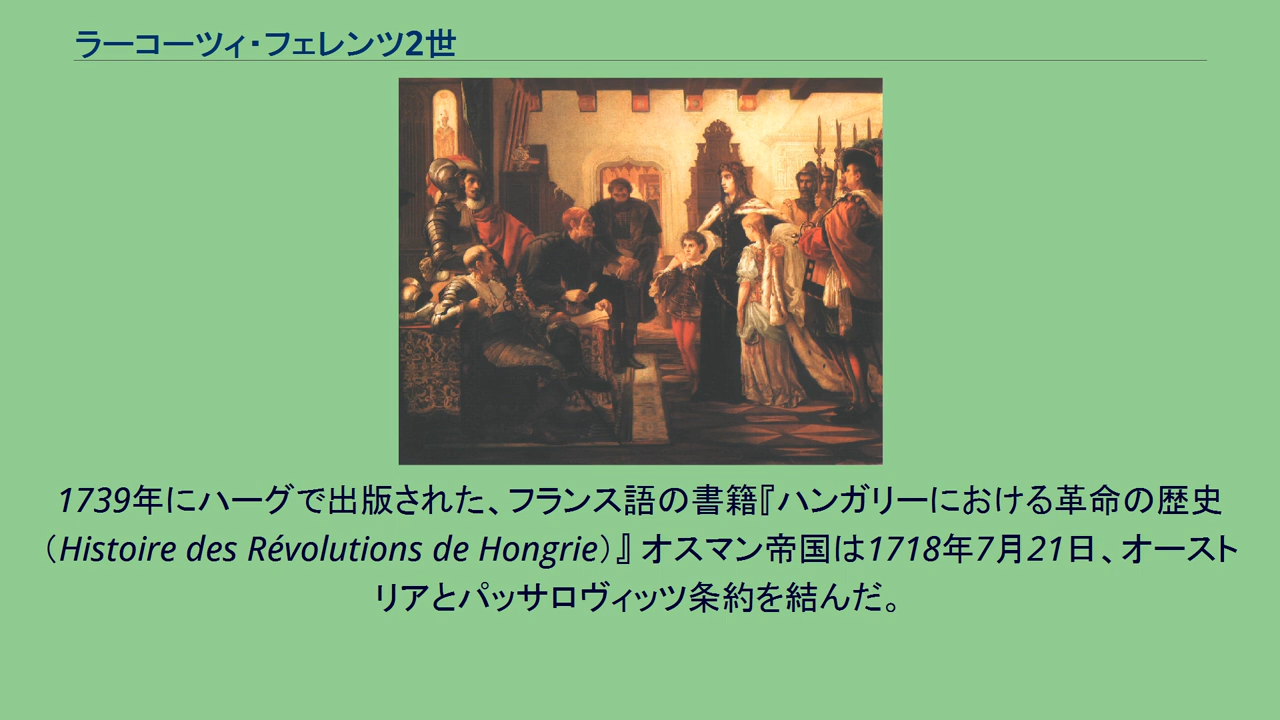 ラーコーツィ・フェレンツ2世
1739年にハーグで出版された、フランス語の書籍『ハンガリーにおける革命の歴史
（Histoire des Révolutions de Hongrie）』 オスマン帝国は1718年7月21日、オースト
リアとパッサロヴィッツ条約を結んだ。